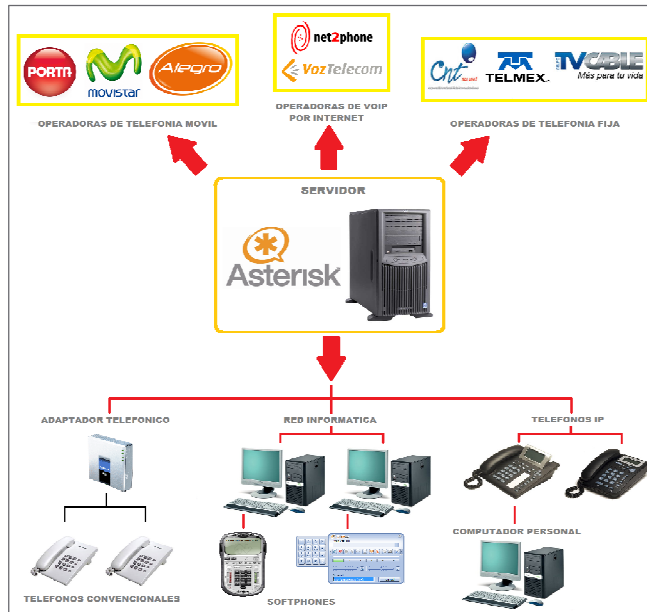 PORTA
movistar
Alegro
net2phone
VozTelecom
Cnt
TELMEX
TVCABLE
Más para tu vida
OPERADORAS DE TELEFONIA MOVIL
OPERADORAS DE VOIP
POR INTERNET
OPERADORAS DE TELEFONIA FIJA
SERVIDOR
Asterisk
ADAPTADOR TELEFONICO
RED INFORMATICA
TELEFONOS IP
COMPUTADOR PERSONAL
TELEFONOS CONVENCIONALES
SOFTPHONES